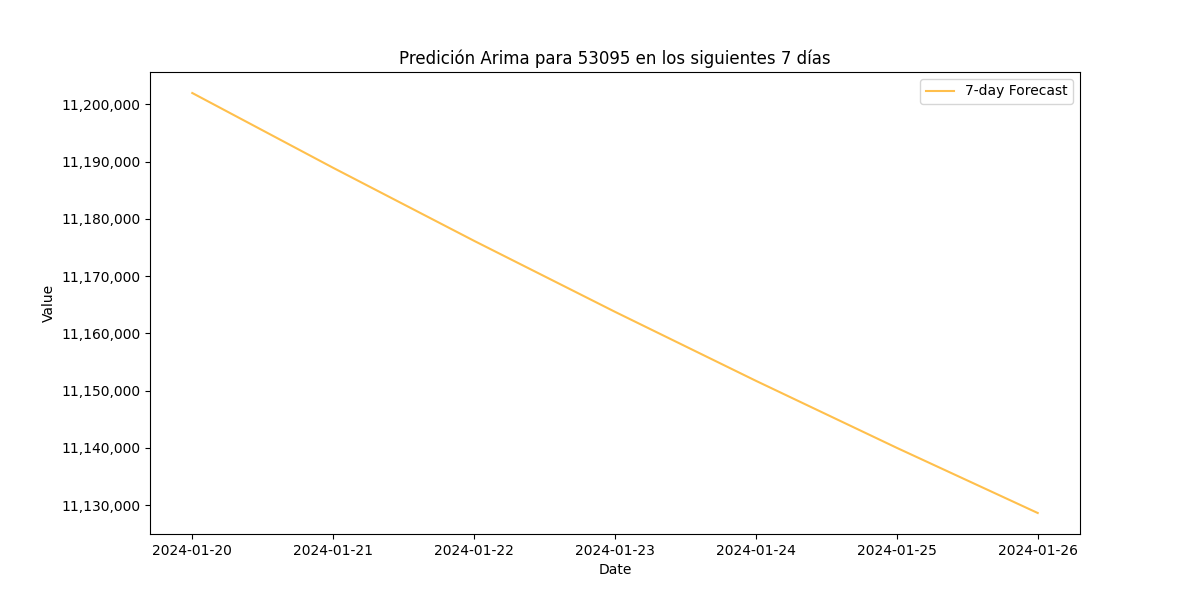 Predición Arima para 53095 en los siguientes 7 días
7-day Forecast
11,200,000
11,190,000
11,180,000
11,170,000
11,160,000
11,150,000
11,140,000
11,130,000
Value
2024-01-20 2024-01-21 2024-01-22 2024-01-23 2024-01-24 2024-01-25 2024-01-26
Date